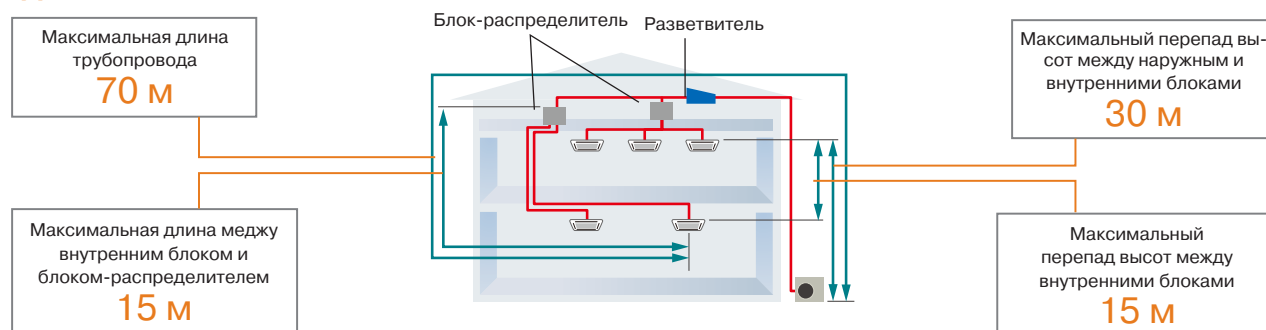 Блок-распределитель
Разветвитель
Максимальная длина
трубопровода
70 м
Максимальная длина меджу
внутренним блоком и
блоком-распределителем
15 м
Максимальный перепад вы-
сот между наружным и
внутренними блоками
30 м
Максимальный
перепад высот между
внутренними блоками
15 м